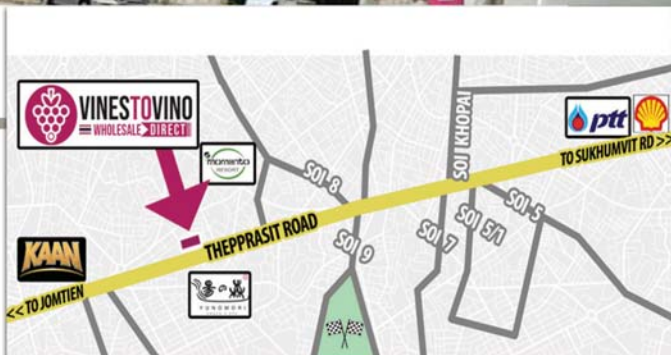 VINESTOVINO
WHOLESALE DIRECT
momento
RESORT
ptt
TO SUKHUMVIT RD >>
SOI KHOPAI
SOI 8
SOI 5
SOI 5/1
SOI 7
SOI 9
THEPPRASIT ROAD
KAAN
<< TO JOMTIEN
YUNOMORI